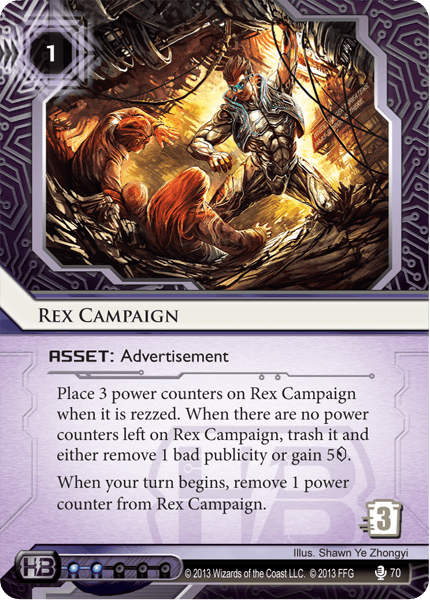 1
REX CAMPAIGN
ASSET: Advertisement
Place 3 power counters on Rex Campaign
when it is rezzed. When there are no power
counters left on Rex Campaign, trash it and
either remove 1 bad publicity or gain 5.
When your turn begins, remove 1 power
counter from Rex Campaign.
3
Illus. Shawn Ye Zhongyi
HB
© 2013 Wizards of the Coast LLC. © 2013 FFG
70